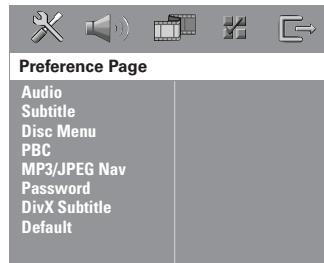 Preference Page
Audio
Subtitle
Disc Menu
PBC
MP3/JPEG Nav
Password
DivX Subtitle
Default